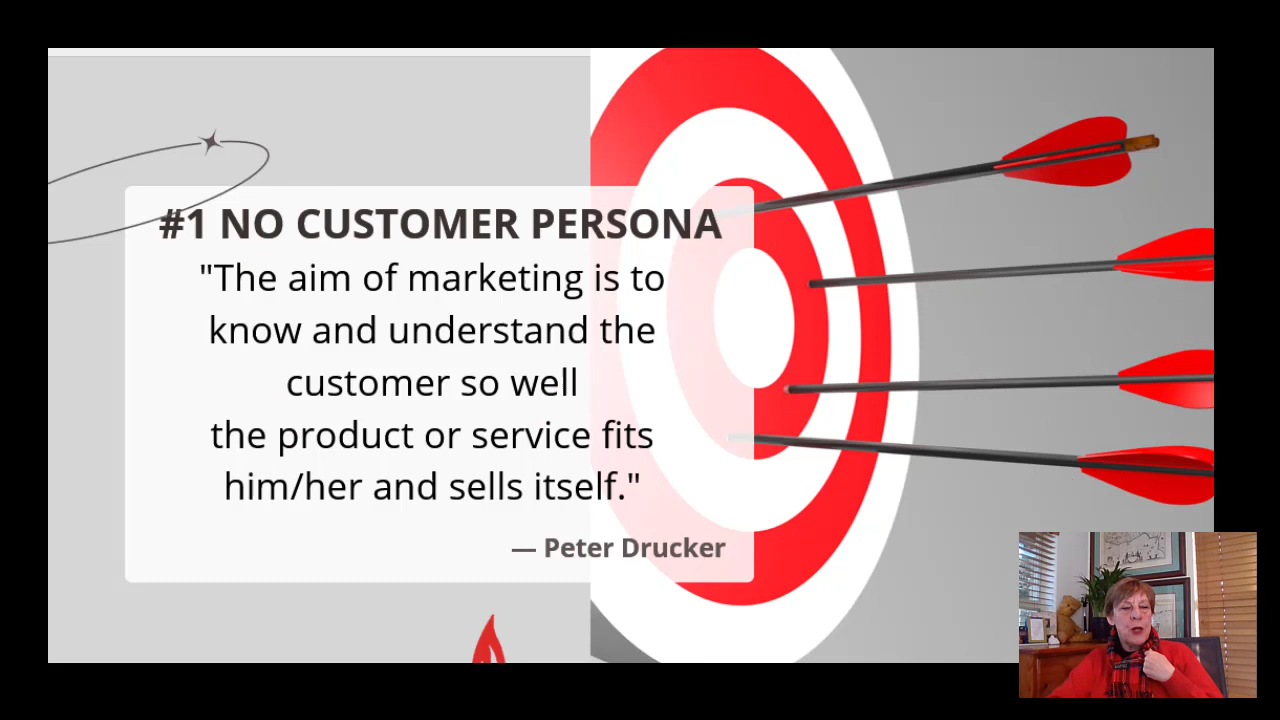 #1 NO CUSTOMER PERSONA
"The aim of marketing is to
know and understand the
customer so well
the product or service fits
him/her and sells itself."
— Peter Drucker